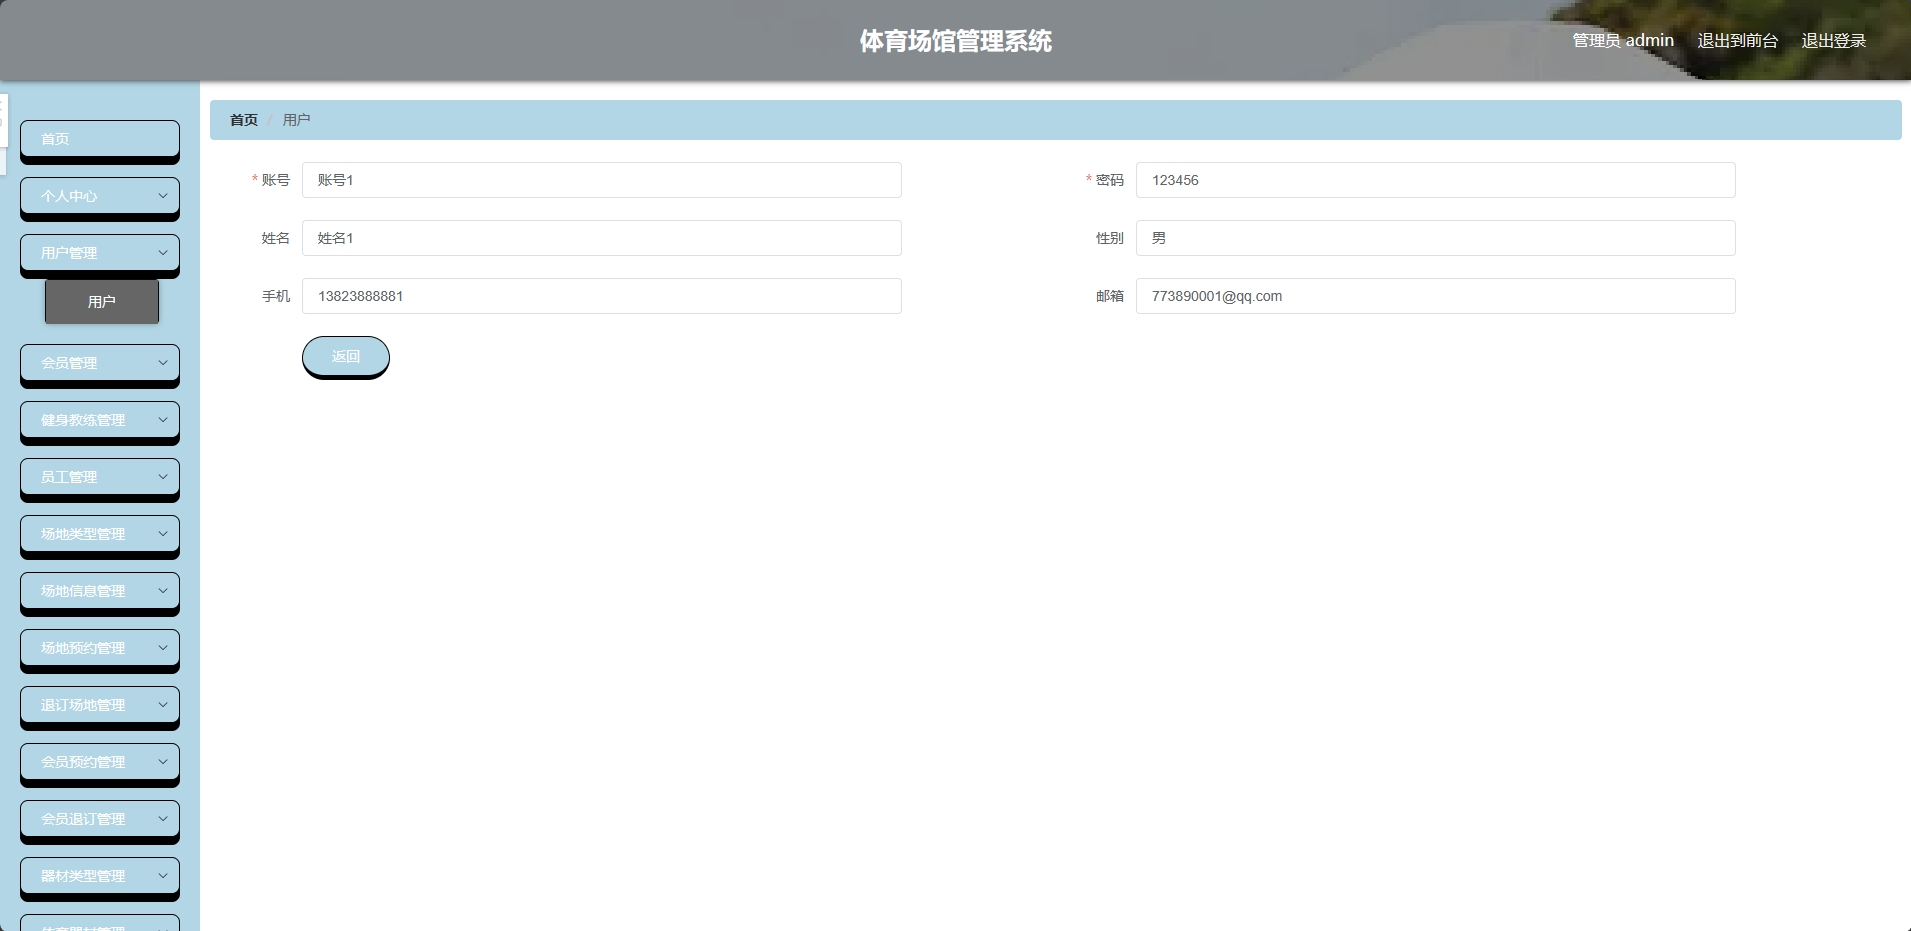 体育场馆管理系统
管理员 admin 退出到前台 退出登录
首页
个人中心
用户管理
用户
会员管理
健身教练管理
员工管理
场地类型管理
场地信息管理
场地预约管理
退订场地管理
会员预约管理
会员退订管理
器材类型管理
体育器材管理
首页 / 用户
* 账号 账号1
* 密码 123456
姓名 姓名1
性别 男
手机 13823888881
邮箱 773890001@qq.com
返回